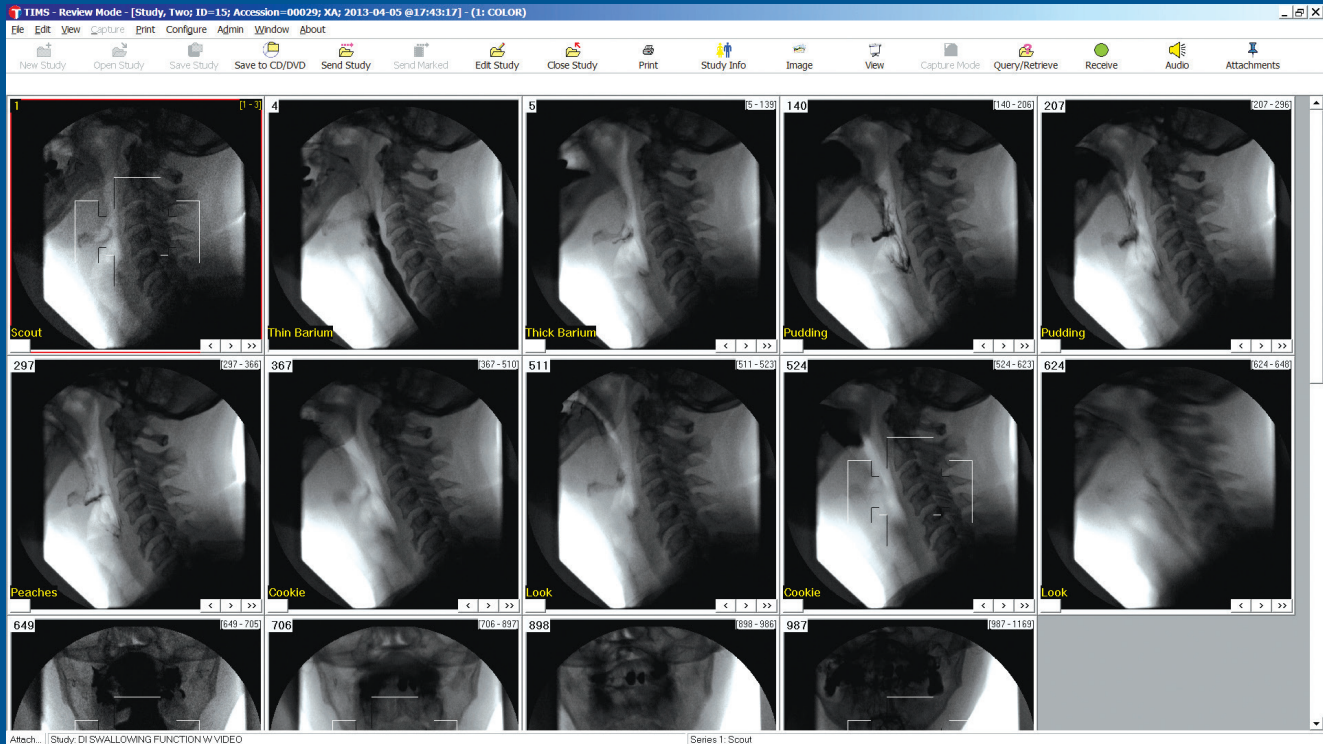 TIMS - Review Mode - [Study, Two; ID=15; Accession=00029; XA; 2013-04-05 @17:43:17] - (1: COLOR)
File Edit View Capture Print Configure Admin Window About
New Study Open Study Save Study Save to CD/DVD Send Study Send Marked Edit Study Close Study Print Study Info Image View Capture Mode Query/Retrieve Receive Audio Attachments
1 [1 - 3] 4 5 [5 - 139] 140 [140 - 206] 207 [207 - 296]
Scout Thin Barium Thick Barium Pudding Pudding
< > >> < > >> < > >> < > >>
297 [297 - 366] 367 [367 - 510] 511 [511 - 523] 524 [524 - 623] 624 [624 - 648]
Peaches Cookie Look Cookie Look
< > >> < > >> < > >> < > >> < > >>
649 [649 - 705] 706 [706 - 897] 898 [898 - 986] 987 [987 - 1169]
Attach... Study: DI SWALLOWING FUNCTION W VIDEO Series 1: Scout